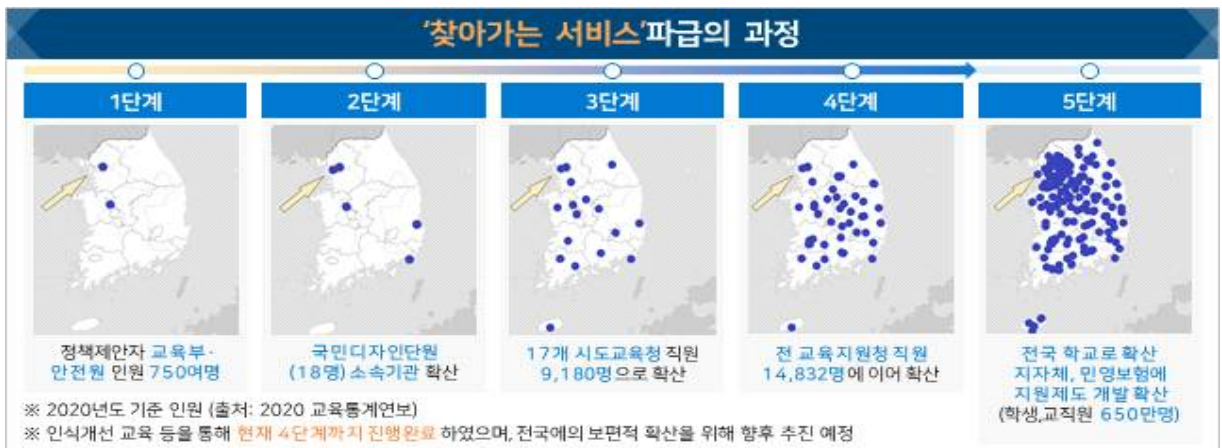 '찾아가는 서비스'파급의 과정
1단계
2단계
3단계
4단계
5단계
정책제안자 교육부·
안전원 인원 750여명
국민디자인단원
(18명) 소속기관 확산
17개 시도교육청 직원
9,180명으로 확산
전 교육지원청 직원
14,832명에 이어 확산
전국 학교로 확산
지자체, 민영보험에
지원제도 개발 확산
(학생,교직원 650만명)
※ 2020년도 기준 인원 (출처: 2020 교육통계연보)
※ 인식개선 교육 등을 통해 현재 4단계까지 진행완료 하였으며, 전국에의 보편적 확산을 위해 향후 추진 예정